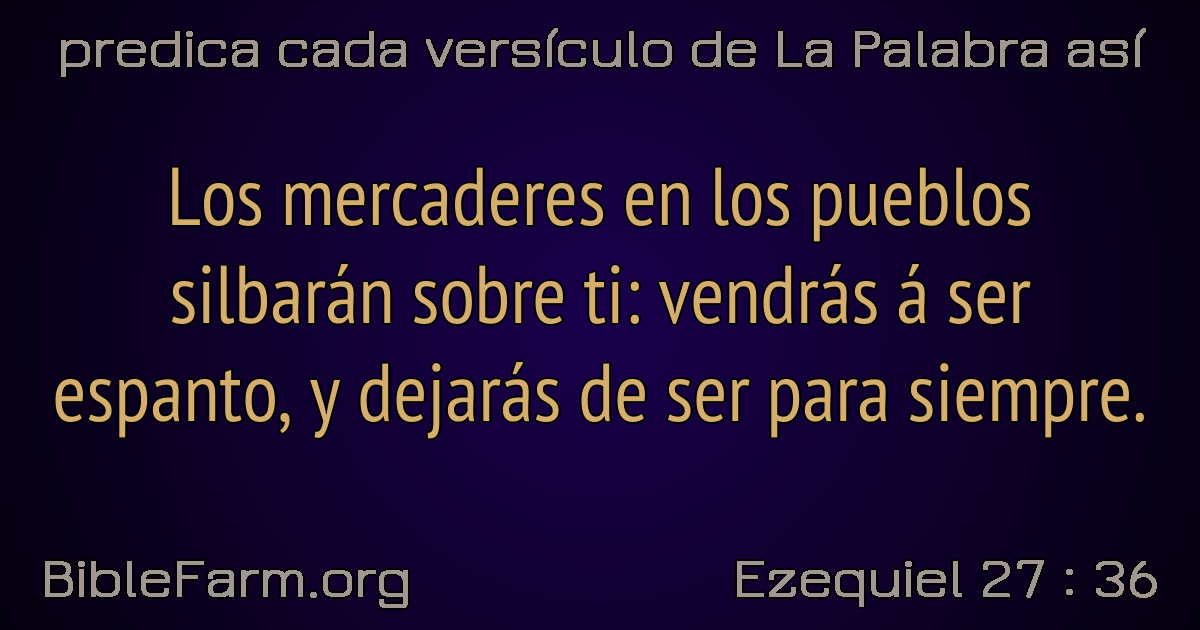 predica cada versículo de La Palabra así
Los mercaderes en los pueblos
silbarán sobre ti: vendrás á ser
espanto, y dejarás de ser para siempre.
BibleFarm.org
Ezequiel 27 : 36